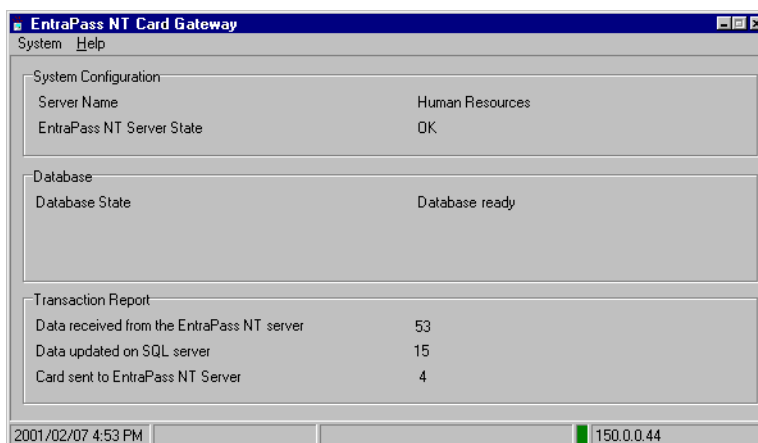 EntraPass NT Card Gateway
System Help
System Configuration
Server Name Human Resources
EntraPass NT Server State OK
Database
Database State Database ready
Transaction Report
Data received from the EntraPass NT server 53
Data updated on SQL server 15
Card sent to EntraPass NT Server 4
2001/02/07 4:53 PM 150.0.0.44